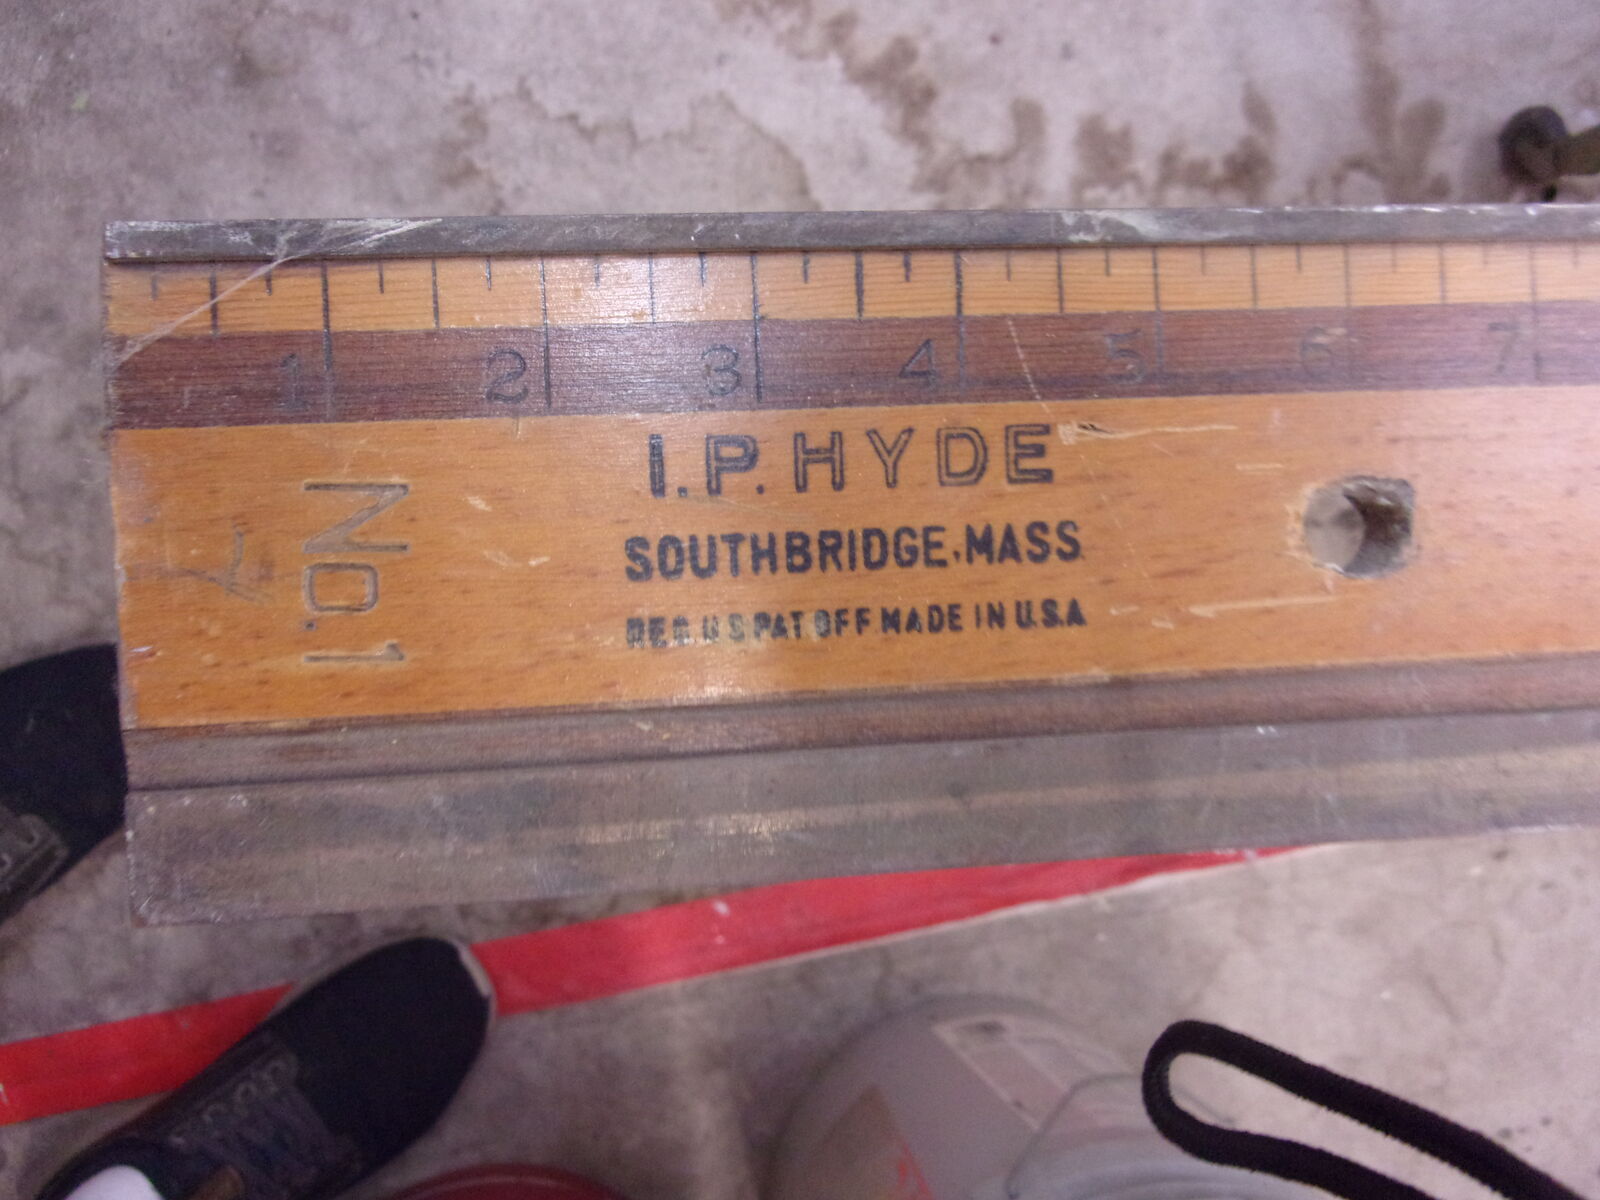 1 2 3 4 5 6 7
I.P. HYDE
SOUTHBRIDGE, MASS
REG. U S PAT OFF MADE IN U.S.A
No. 1